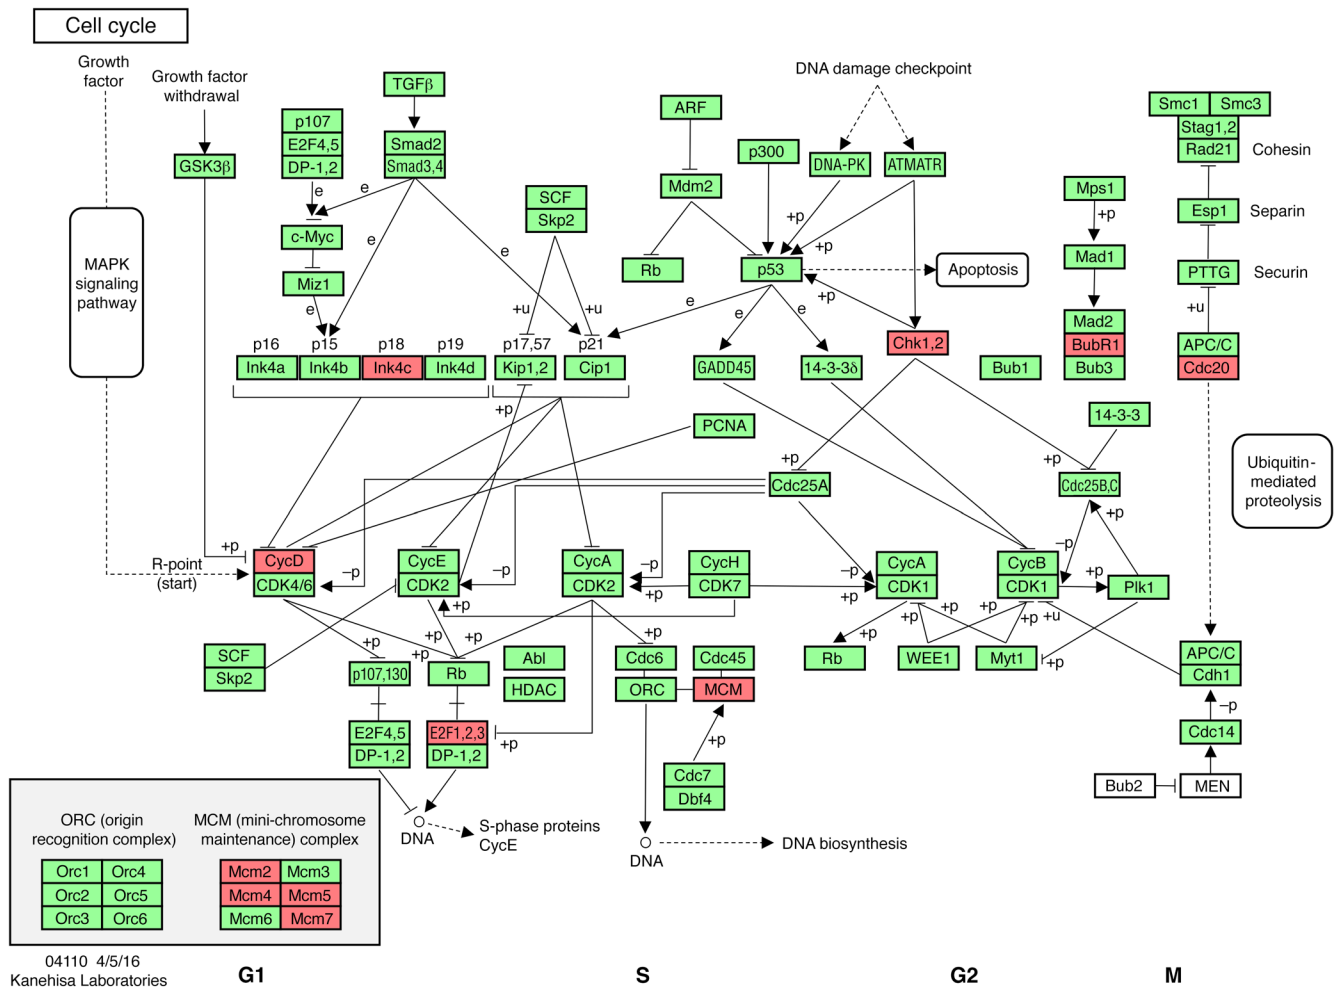 Cell cycle
Growth
factor
Growth factor
withdrawal
TGFβ
ARF
DNA damage checkpoint
Smc1 Smc3
Stag1,2
Rad21
Cohesin
p107
E2F4,5
DP-1,2
Smad2
Smad3,4
GSK3β
p300
DNA-PK
ATMATR
Mdm2
Mps1
+p
SCF
Skp2
e
e
c-Myc
e
e
Esp1
Separin
+p
+p
MAPK
signaling
pathway
Miz1
Rb
p53
Apoptosis
Mad1
PTTG
Securin
e
+u
+u
e
e
+p
+u
p16
p15
p18
p19
p17,57
p21
Ink4a
Ink4b
Ink4c
Ink4d
Kip1,2
Cip1
GADD45
14-3-3δ
Chk1,2
Bub1
Mad2
BubR1
Bub3
APC/C
Cdc20
+p
PCNA
14-3-3
+p
+p
Cdc25A
Cdc25B,C
Ubiquitin-
mediated
proteolysis
+p
R-point
(start)
+p
CycD
CDK4/6
–p
CycE
CDK2
–p
+p
CycA
CDK2
–p
+p
CycH
CDK7
–p
+p
CycA
CDK1
CycB
CDK1
–p
+p
Plk1
+p
+p
+p
+p
+p
+p
+p
+p
+u
+p
SCF
Skp2
p107,130
Rb
Abl
HDAC
Cdc6
ORC
Cdc45
MCM
Rb
WEE1
Myt1
APC/C
Cdh1
–p
E2F4,5
DP-1,2
E2F1,2,3
DP-1,2
+p
+p
Cdc7
Dbf4
Cdc14
Bub2
MEN
DNA
S-phase proteins
CycE
DNA
DNA biosynthesis
ORC (origin
recognition complex)
MCM (mini-chromosome
maintenance) complex
Orc1 Orc4
Orc2 Orc5
Orc3 Orc6
Mcm2 Mcm3
Mcm4 Mcm5
Mcm6 Mcm7
04110 4/5/16
Kanehisa Laboratories
G1
S
G2
M